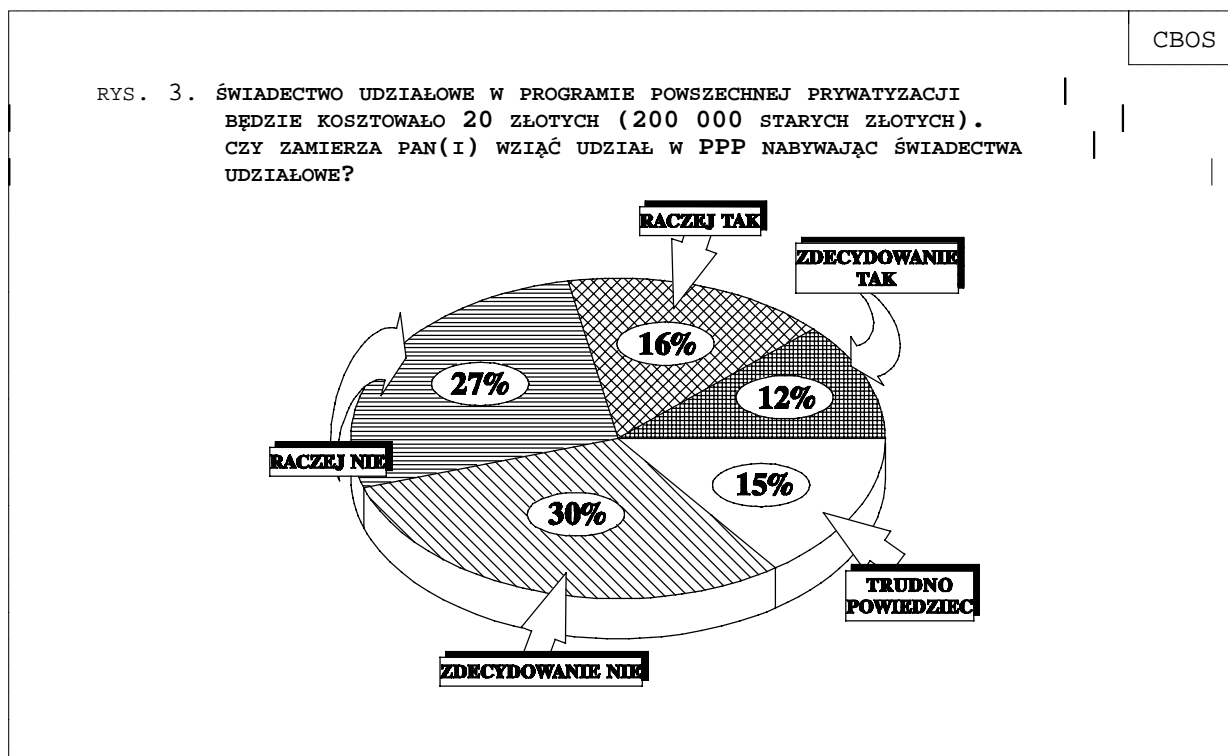 CBOS
RYS. 3. ŚWIADECTWO UDZIAŁOWE W PROGRAMIE POWSZECHNEJ PRYWATYZACJI
BĘDZIE KOSZTOWAŁO 20 ZŁOTYCH (200 000 STARYCH ZŁOTYCH).
CZY ZAMIERZA PAN(I) WZIĄĆ UDZIAŁ W PPP NABYWAJĄC ŚWIADECTWA
UDZIAŁOWE?
RACZEJ TAK
ZDECYDOWANIE
TAK
16%
27%
12%
RACZEJ NIE
15%
30%
TRUDNO
POWIEDZIEC
ZDECYDOWANIE NIE